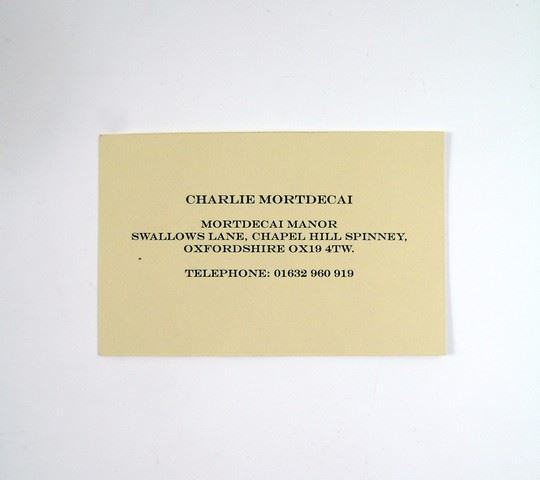 CHARLIE MORTDECAI
MORTDECAI MANOR
SWALLOWS LANE, CHAPEL HILL SPINNEY,
OXFORDSHIRE OX19 4TW.
TELEPHONE: 01632 960 919